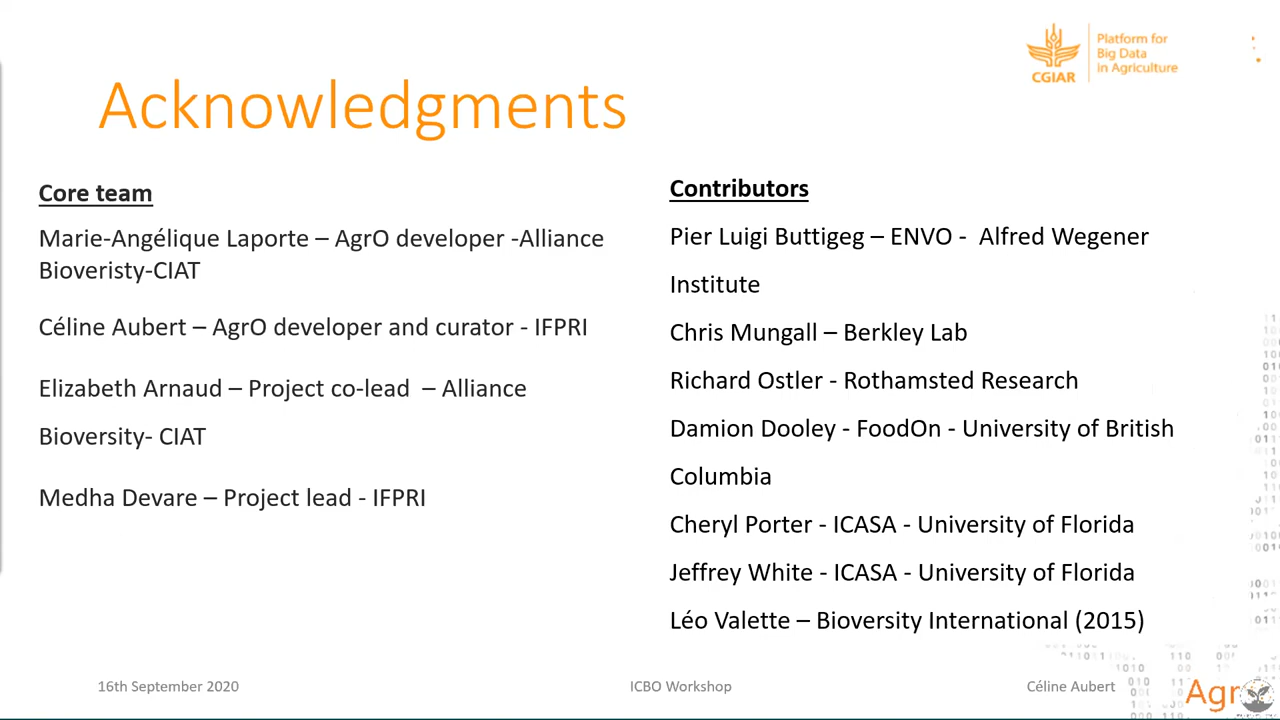 CGIAR
Platform for
Big Data
in Agriculture
Acknowledgments
Core team
Marie-Angélique Laporte – AgrO developer -Alliance
Bioveristy-CIAT
Céline Aubert – AgrO developer and curator - IFPRI
Elizabeth Arnaud – Project co-lead – Alliance
Bioversity- CIAT
Medha Devare – Project lead - IFPRI
Contributors
Pier Luigi Buttigeg – ENVO - Alfred Wegener
Institute
Chris Mungall – Berkley Lab
Richard Ostler - Rothamsted Research
Damion Dooley - FoodOn - University of British
Columbia
Cheryl Porter - ICASA - University of Florida
Jeffrey White - ICASA - University of Florida
Léo Valette – Bioversity International (2015)
16th September 2020
ICBO Workshop
Céline Aubert
Agr